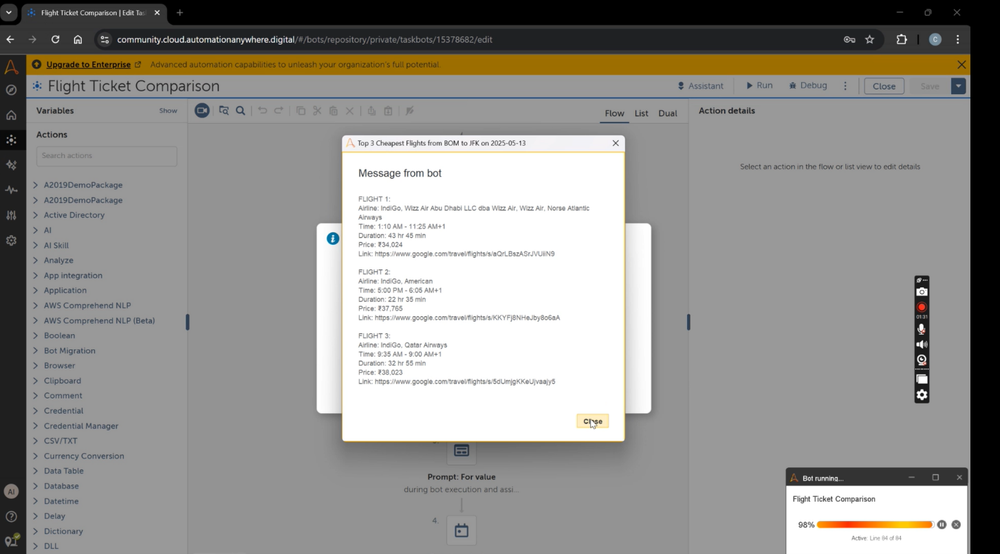 Flight Ticket Comparison | Edit Tas
community.cloud.automationanywhere.digital/#/bots/repository/private/taskbots/15378682/edit
C
Upgrade to Enterprise Advanced automation capabilities to unleash your organization's full potential.
Flight Ticket Comparison
Assistant Run Debug Close Save
Variables Show
Flow List Dual
Action details
Actions
Search actions
Select an action in the flow or list view to edit details
A2019DemoPackage
A2019DemoPackage
Active Directory
AI
AI Skill
Analyze
App integration
Application
AWS Comprehend NLP
AWS Comprehend NLP (Beta)
Boolean
Bot Migration
Browser
Clipboard
Comment
Credential
Credential Manager
CSV/TXT
Currency Conversion
Data Table
Database
Datetime
Delay
Dictionary
DLL
AI
Top 3 Cheapest Flights from BOM to JFK on 2025-05-13
Message from bot
FLIGHT 1:
Airline: IndiGo, Wizz Air Abu Dhabi LLC dba Wizz Air, Wizz Air, Norse Atlantic
Airways
Time: 1:10 AM - 11:25 AM+1
Duration: 43 hr 45 min
Price: ₹34,024
Link: https://www.google.com/travel/flights/s/aQrLBszASrJVUiiN9
FLIGHT 2:
Airline: IndiGo, American
Time: 5:00 PM - 6:05 AM+1
Duration: 22 hr 35 min
Price: ₹37,765
Link: https://www.google.com/travel/flights/s/KKYFj8NHeJby8o6aA
FLIGHT 3:
Airline: IndiGo, Qatar Airways
Time: 9:35 AM - 9:00 AM+1
Duration: 32 hr 55 min
Price: ₹38,023
Link: https://www.google.com/travel/flights/s/5dUmjgKKeUjvaajy5
Close
Prompt: For value
during bot execution and assi...
4.
01:31
Bot running...
Flight Ticket Comparison
98%
Active: Line 84 of 84